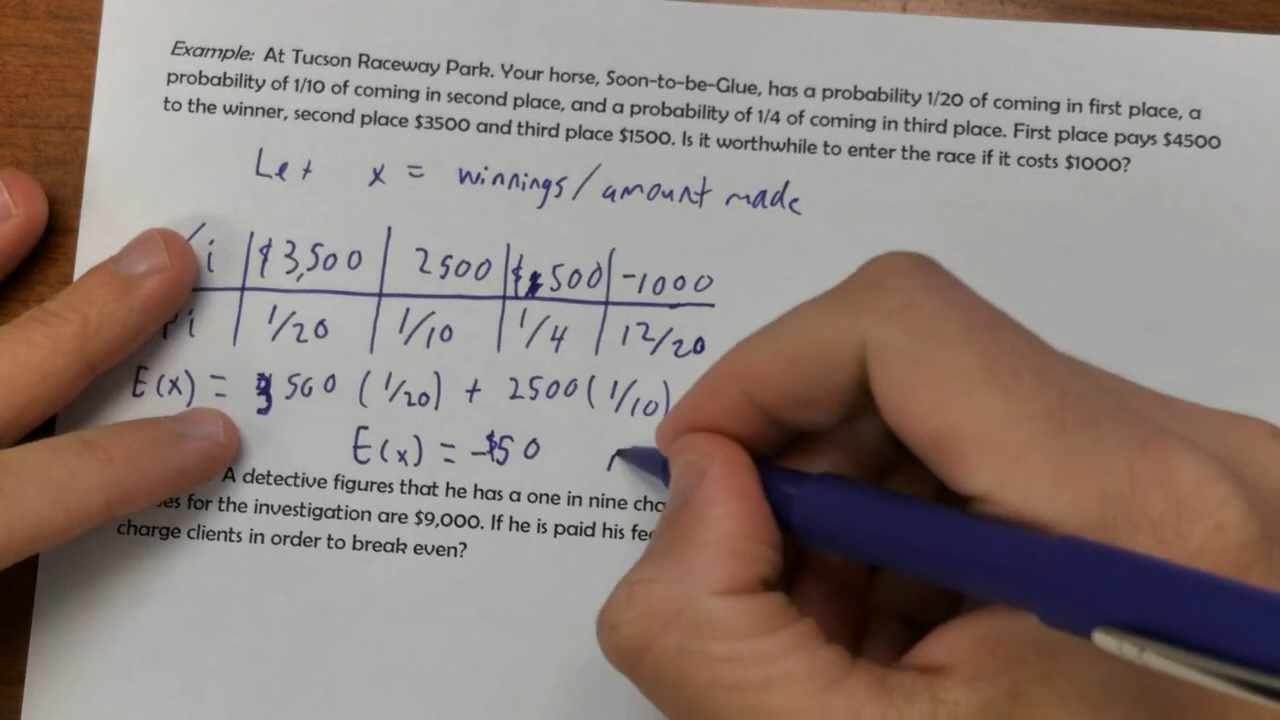 Example: At Tucson Raceway Park. Your horse, Soon-to-be-Glue, has a probability 1/20 of coming in first place, a
probability of 1/10 of coming in second place, and a probability of 1/4 of coming in third place. First place pays $4500
to the winner, second place $3500 and third place $1500. Is it worthwhile to enter the race if it costs $1000?
Let x = winnings/amount made
i $3,500 2500 $500 -1000
i 1/20 1/10 1/4 12/20
E(x) = 3500 (1/20) + 2500(1/10)
E(x) = -$50
A detective figures that he has a one in nine
for the investigation are $9,000. If he is paid his
charge clients in order to break even?